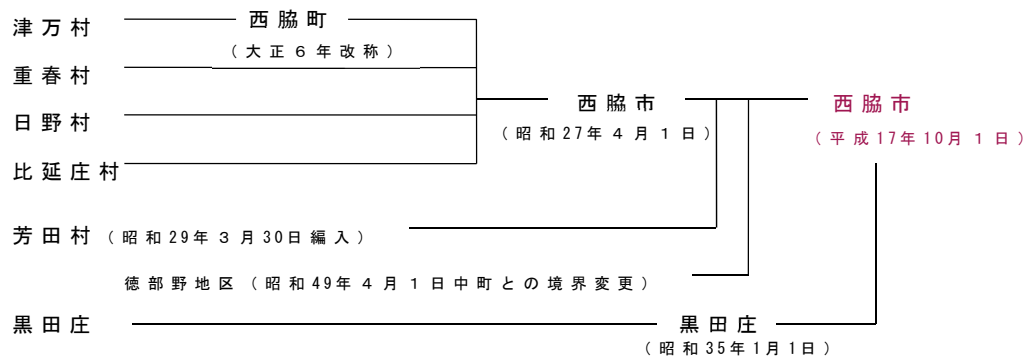 津万村
西脇町
（大正６年改称）
重春村
日野村
比延庄村
西脇市
（昭和27年４月１日）
西脇市
（平成17年10月１日）
芳田村（昭和29年３月30日編入）
徳部野地区（昭和49年４月１日中町との境界変更）
黒田庄
黒田庄
（昭和35年1月1日）